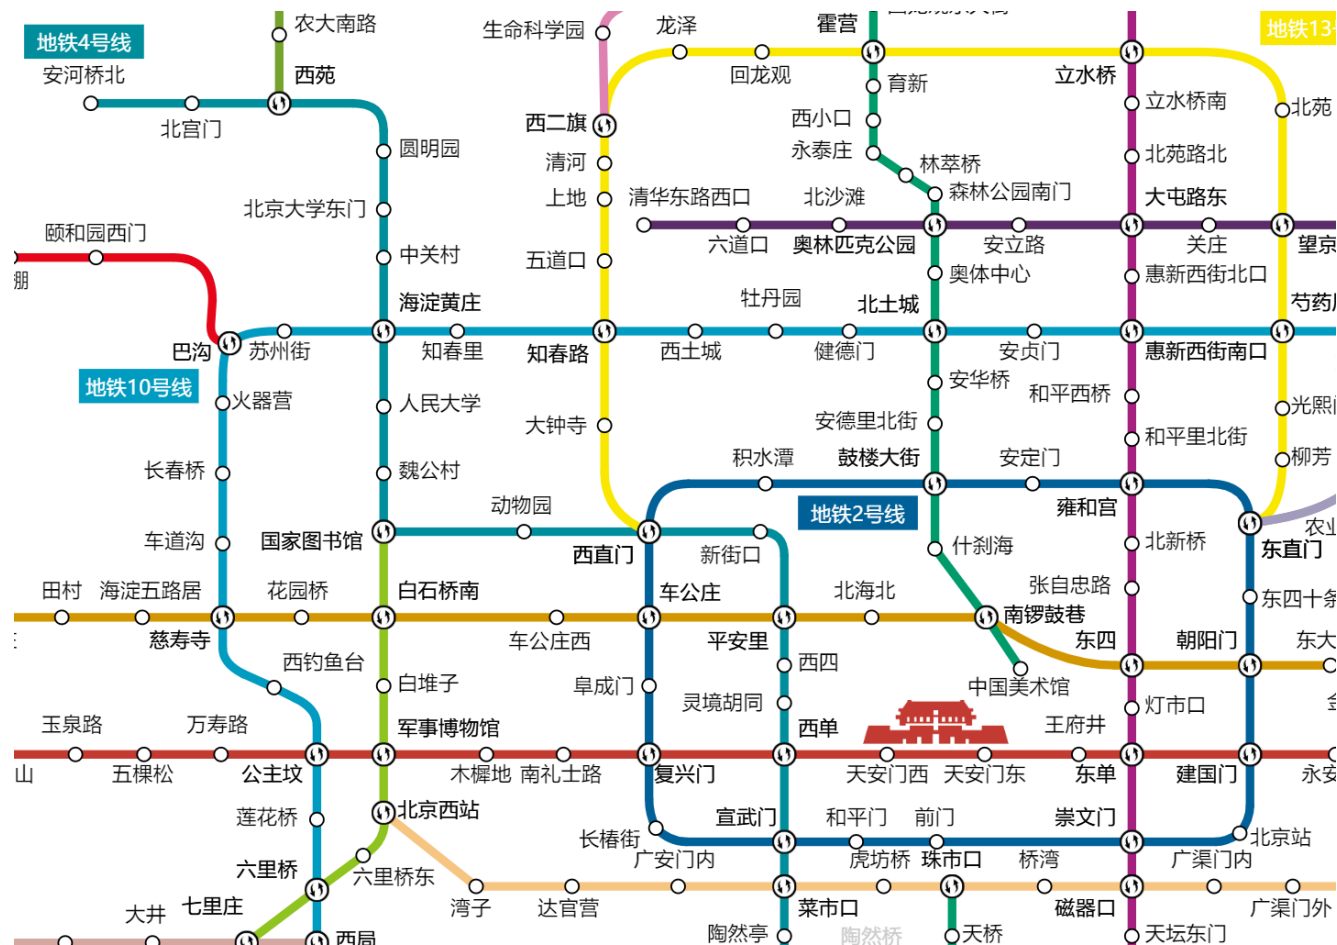 农大南路
生命科学园
龙泽
霍营
地铁13号
地铁4号线
安河桥北
西苑
回龙观
立水桥
育新
立水桥南
北苑
北宫门
西二旗
西小口
圆明园
永泰庄
林萃桥
北苑路北
清河
上地
清华东路西口
北沙滩
森林公园南门
大屯路东
北京大学东门
颐和园西门
中关村
五道口
六道口
奥林匹克公园
安立路
关庄
望京
棚
奥体中心
惠新西街北口
海淀黄庄
牡丹园
北土城
芍药
巴沟
苏州街
知春里
知春路
西土城
健德门
安贞门
惠新西街南口
地铁10号线
火器营
人民大学
安华桥
和平西桥
光熙
大钟寺
安德里北街
和平里北街
长春桥
魏公村
积水潭
鼓楼大街
安定门
柳芳
动物园
地铁2号线
雍和宫
车道沟
国家图书馆
西直门
新街口
什刹海
北新桥
东直门
农业
田村
海淀五路居
花园桥
白石桥南
车公庄
北海北
张自忠路
东四十条
慈寿寺
车公庄西
平安里
南锣鼓巷
东四
朝阳门
东大
西钓鱼台
白堆子
阜成门
西四
灵境胡同
中国美术馆
灯市口
玉泉路
万寿路
军事博物馆
西单
王府井
山
五棵松
公主坟
木樨地
南礼士路
复兴门
天安门西
天安门东
东单
建国门
永安
莲花桥
北京西站
长椿街
宣武门
和平门
前门
崇文门
北京站
六里桥
六里桥东
广安门内
虎坊桥
珠市口
桥湾
广渠门内
七里庄
大井
湾子
达官营
菜市口
磁器口
广渠门外
西局
陶然亭
陶然桥
天桥
天坛东门